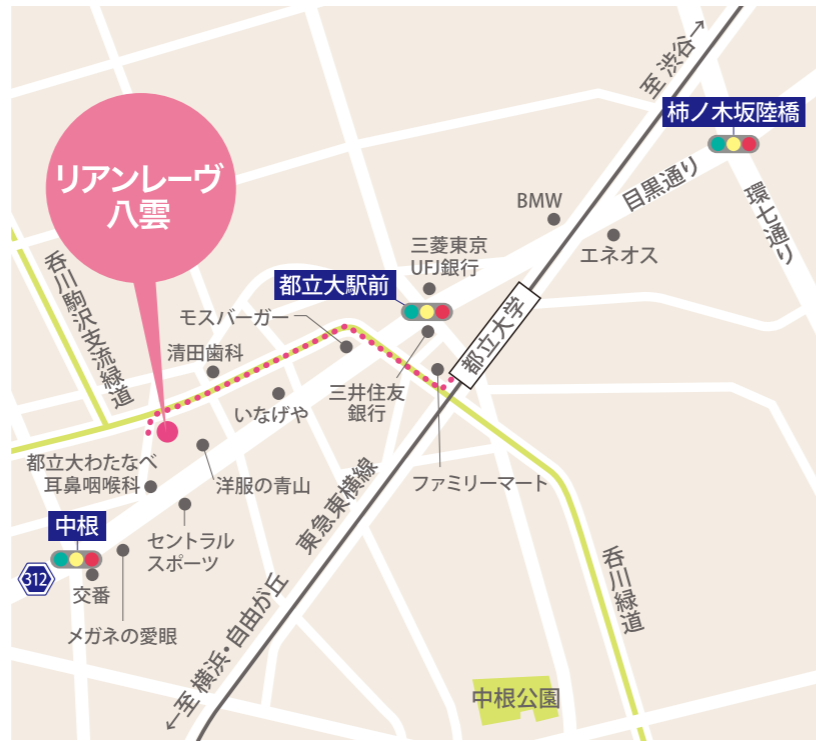 至 渋谷→
柿ノ木坂陸橋
リアンレーヴ
八雲
目黒通り
環七通り
BMW
エネオス
三菱東京
UFJ銀行
都立大駅前
呑川駒沢支流緑道
モスバーガー
清田歯科
都立大学
いなげや
三井住友
銀行
都立大わたなべ
耳鼻咽喉科
洋服の青山
ファミリーマート
東急東横線
中根
セントラル
スポーツ
312
交番
メガネの愛眼
呑川緑道
←至 横浜・自由が丘
中根公園